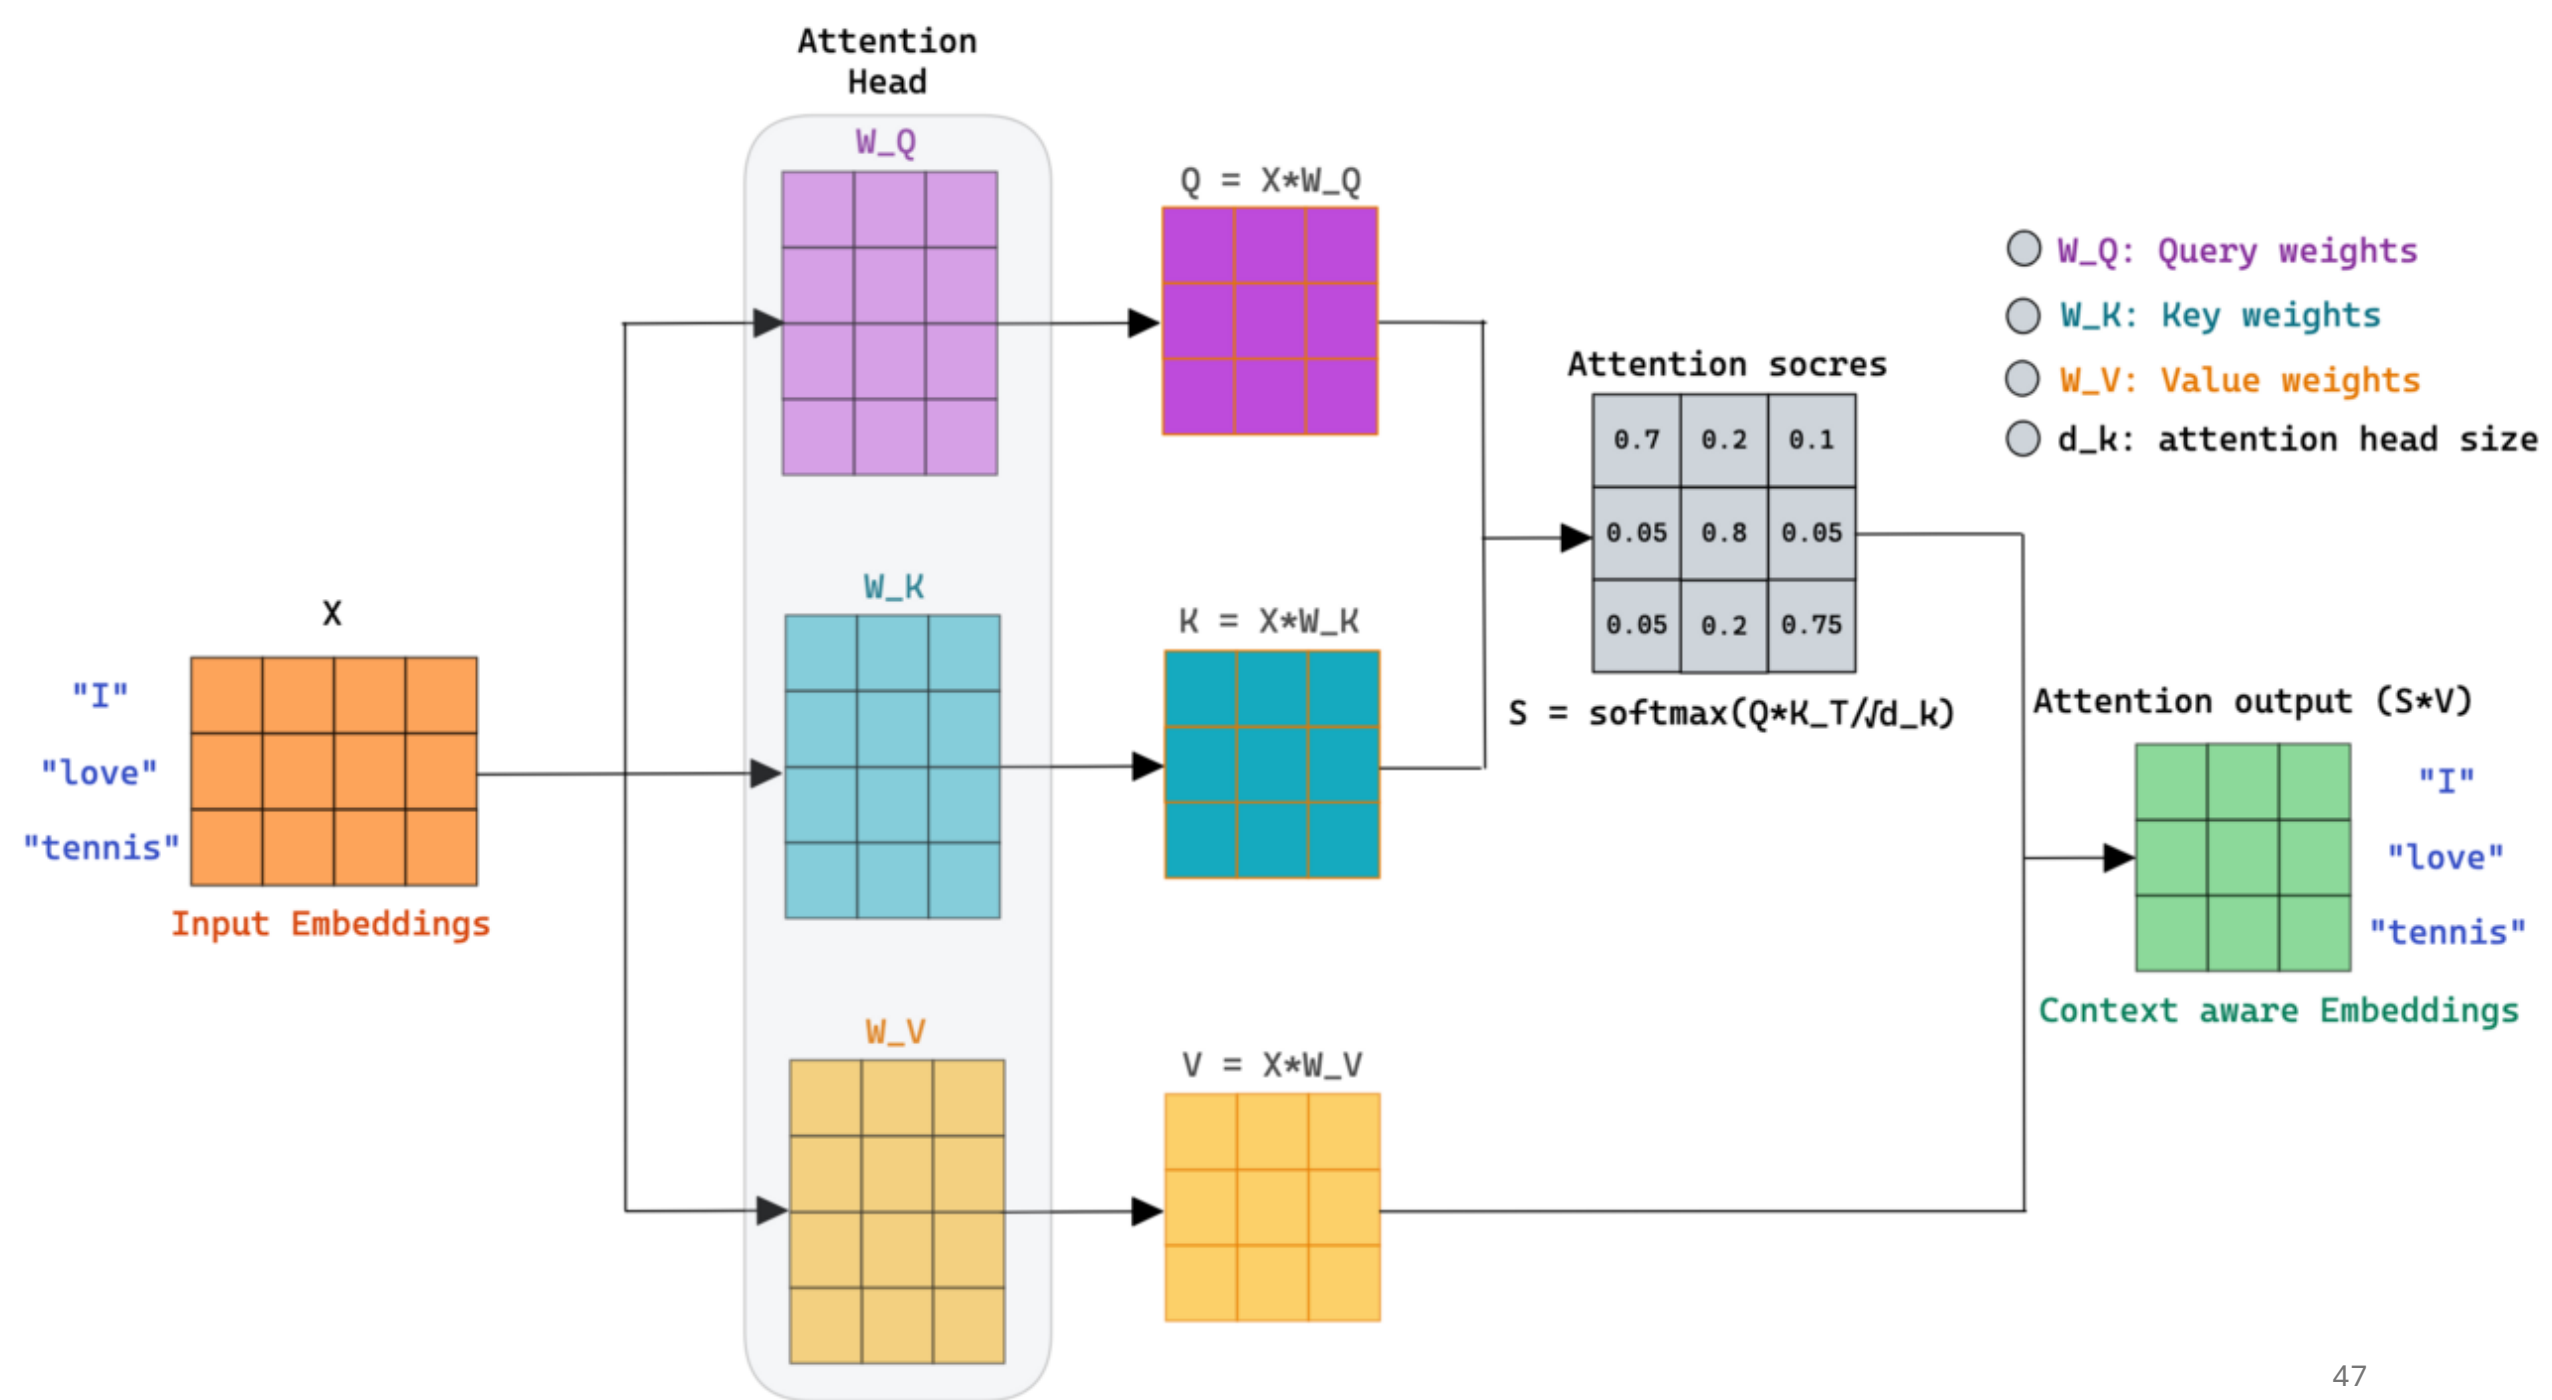 Attention
Head
W_Q
Q = X*W_Q
W_Q: Query weights
W_K: Key weights
W_V: Value weights
d_k: attention head size
Attention socres
0.7 0.2 0.1
0.05 0.8 0.05
0.05 0.2 0.75
S = softmax(Q*K_T/√d_k)
W_K
K = X*W_K
X
"I"
"love"
"tennis"
Input Embeddings
Attention output (S*V)
"I"
"love"
"tennis"
Context aware Embeddings
W_V
V = X*W_V
47